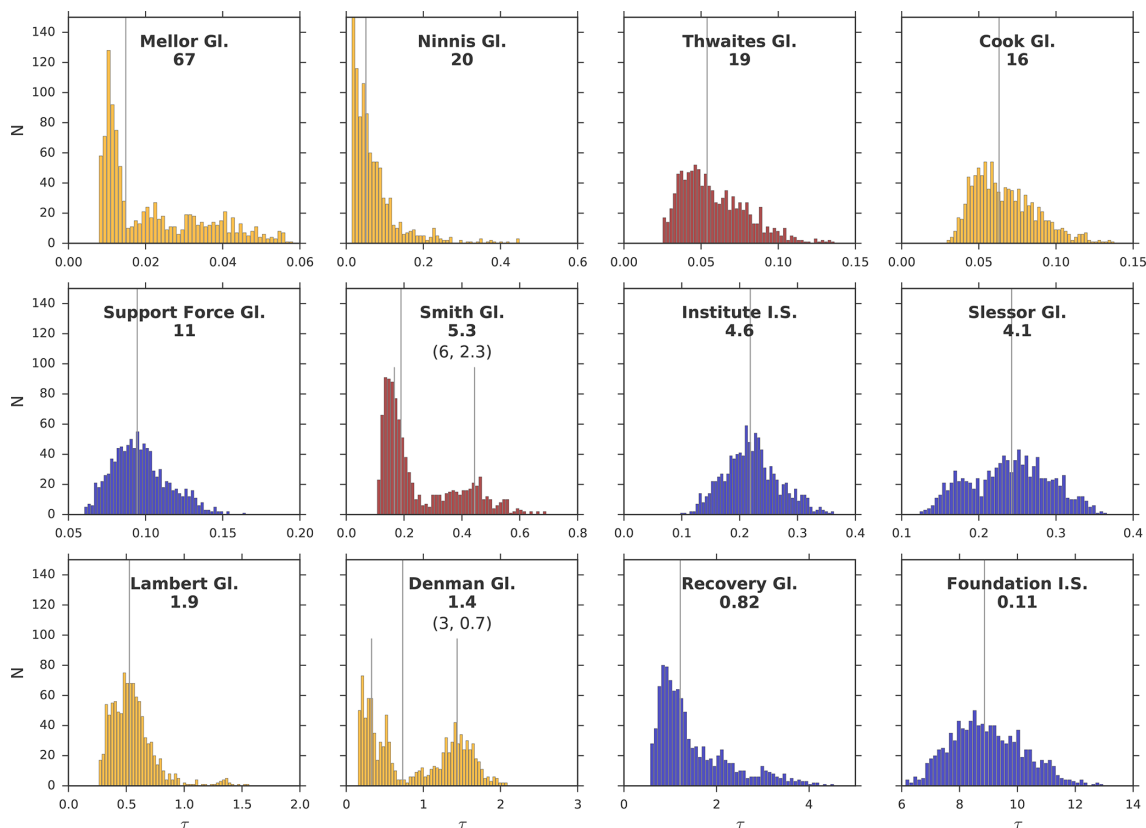 Mellor Gl.
67
Ninnis Gl.
20
Thwaites Gl.
19
Cook Gl.
16
N
140
120
100
80
60
40
20
0
0.00 0.02 0.04 0.06
0.0 0.2 0.4 0.6
0.00 0.05 0.10 0.15
0.00 0.05 0.10 0.15
Support Force Gl.
11
Smith Gl.
5.3
(6, 2.3)
Institute I.S.
4.6
Slessor Gl.
4.1
N
140
120
100
80
60
40
20
0
0.05 0.10 0.15 0.20
0.0 0.2 0.4 0.6 0.8
0.0 0.1 0.2 0.3 0.4
0.1 0.2 0.3 0.4
Lambert Gl.
1.9
Denman Gl.
1.4
(3, 0.7)
Recovery Gl.
0.82
Foundation I.S.
0.11
N
140
120
100
80
60
40
20
0
0.0 0.5 1.0 1.5 2.0
0 1 2 3
0 2 4
6 8 10 12 14
τ τ τ τ